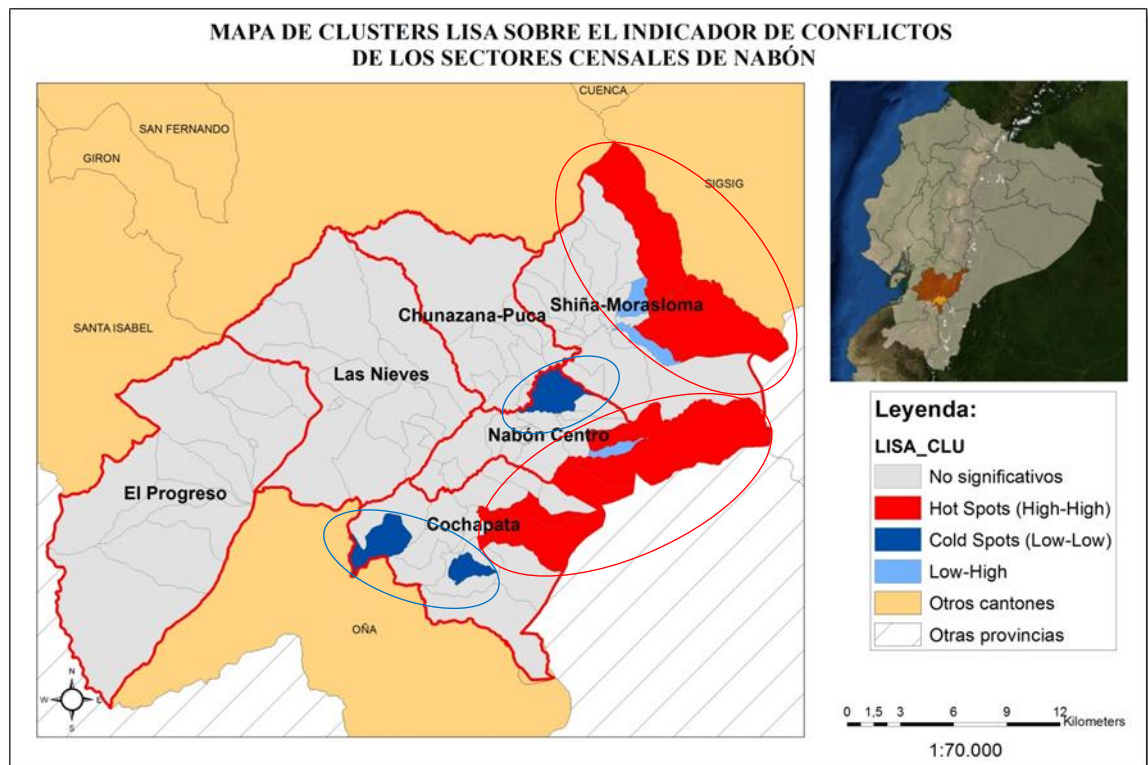 MAPA DE CLUSTERS LISA SOBRE EL INDICADOR DE CONFLICTOS
DE LOS SECTORES CENSALES DE NABÓN
CUENCA
SAN FERNANDO
GIRON
SIGSIG
SANTA ISABEL
Shiña-Morasloma
Chunazana-Puca
Las Nieves
Nabón Centro
El Progreso
Cochapata
OÑA
N
W
E
S
Leyenda:
LISA_CLU
No significativos
Hot Spots (High-High)
Cold Spots (Low-Low)
Low-High
Otros cantones
Otras provincias
0 1,5 3 6 9 12
Kilometers
1:70.000